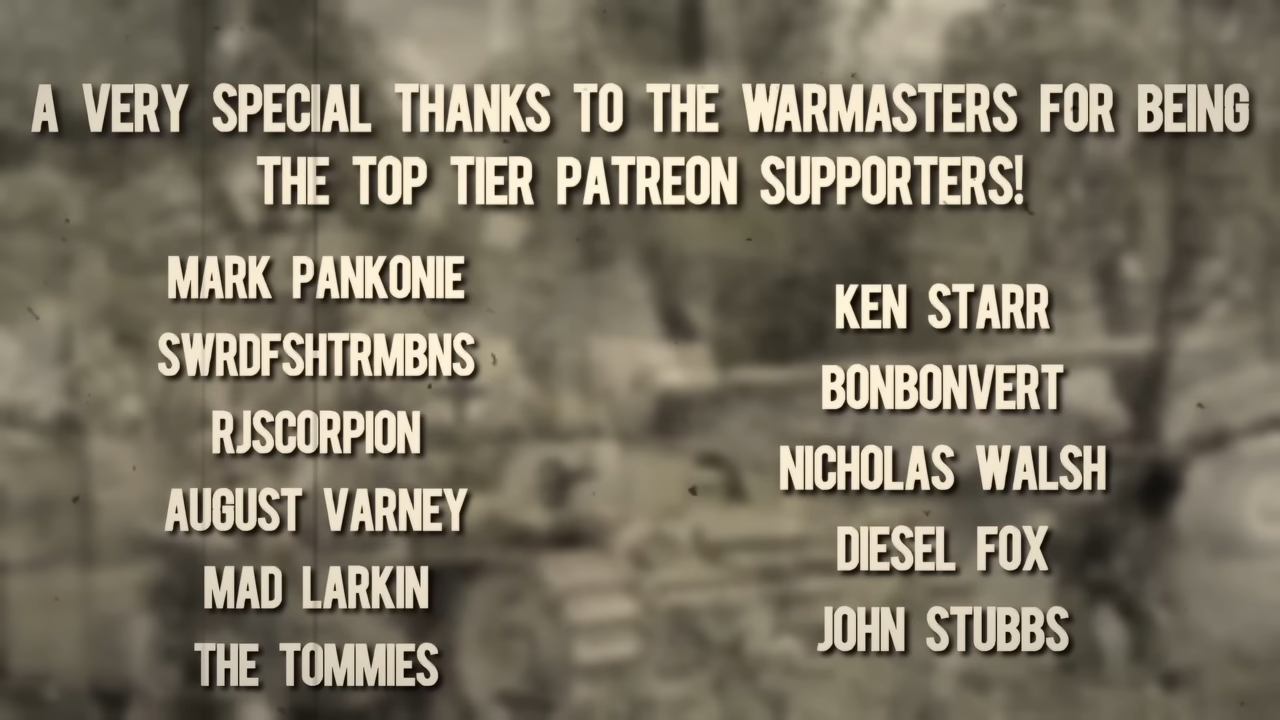 A VERY SPECIAL THANKS TO THE WARMASTERS FOR BEING
THE TOP TIER PATREON SUPPORTERS!
MARK PANKONIE
SWRDFSHTRMBNS
RJSCORPION
AUGUST VARNEY
MAD LARKIN
THE TOMMIES
KEN STARR
BONBONVERT
NICHOLAS WALSH
DIESEL FOX
JOHN STUBBS